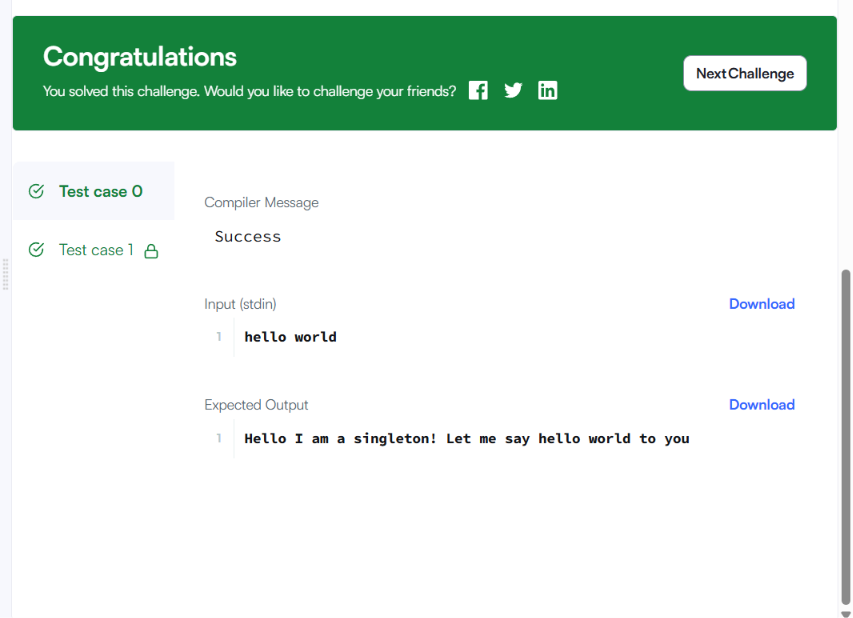 Congratulations
You solved this challenge. Would you like to challenge your friends?
Next Challenge
Test case 0
Test case 1
Compiler Message
Success
Input (stdin)
Download
1 hello world
Expected Output
Download
1 Hello I am a singleton! Let me say hello world to you